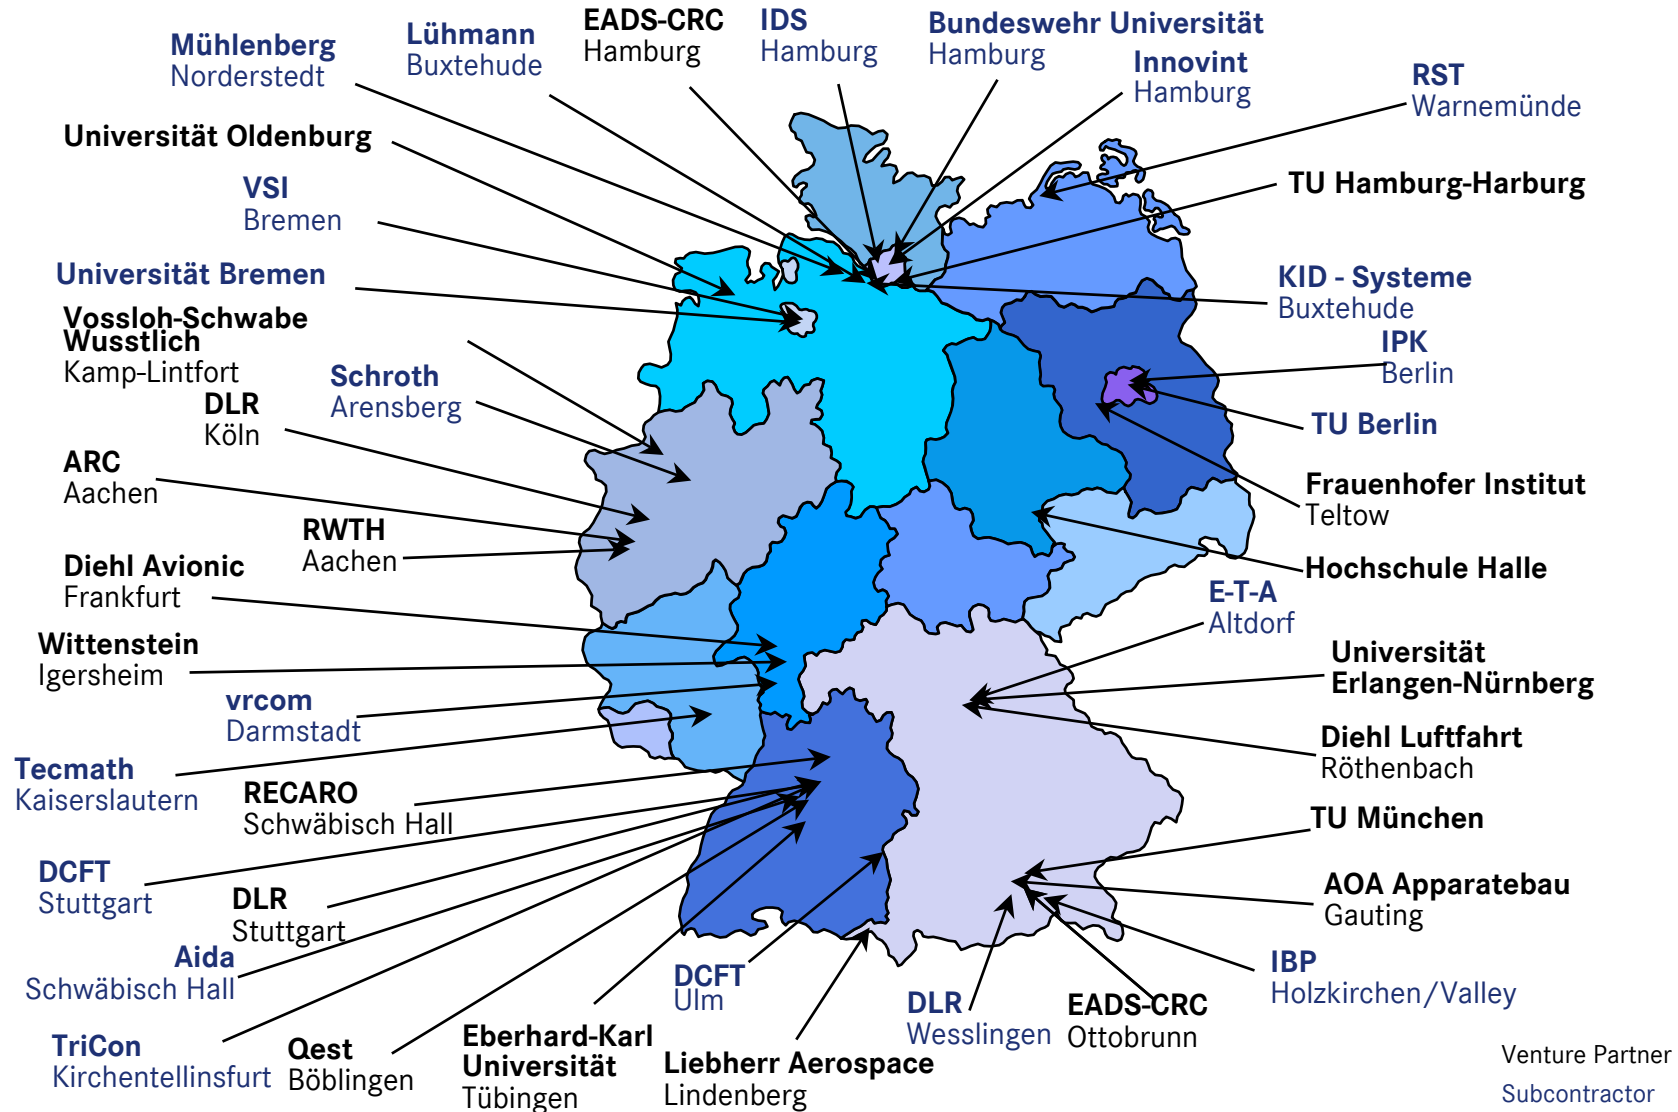 Mühlenberg
Norderstedt
Lühmann
Buxtehude
EADS-CRC
Hamburg
IDS
Hamburg
Bundeswehr Universität
Hamburg
Innovint
Hamburg
RST
Warnemünde
Universität Oldenburg
TU Hamburg-Harburg
VSI
Bremen
Universität Bremen
KID - Systeme
Buxtehude
Vossloh-Schwabe
Wusstlich
Kamp-Lintfort
IPK
Berlin
Schroth
Arensberg
DLR
Köln
TU Berlin
ARC
Aachen
Frauenhofer Institut
Teltow
RWTH
Aachen
Diehl Avionic
Frankfurt
Hochschule Halle
E-T-A
Altdorf
Wittenstein
Igersheim
Universität
Erlangen-Nürnberg
vrcom
Darmstadt
Diehl Luftfahrt
Röthenbach
Tecmath
Kaiserslautern
RECARO
Schwäbisch Hall
TU München
DCFT
Stuttgart
DLR
Stuttgart
AOA Apparatebau
Gauting
Aida
Schwäbisch Hall
DCFT
Ulm
DLR
Wesslingen
EADS-CRC
Ottobrunn
IBP
Holzkirchen/Valley
TriCon
Kirchentellinsfurt
Qest
Böblingen
Eberhard-Karl
Universität
Tübingen
Liebherr Aerospace
Lindenberg
Venture Partner
Subcontractor